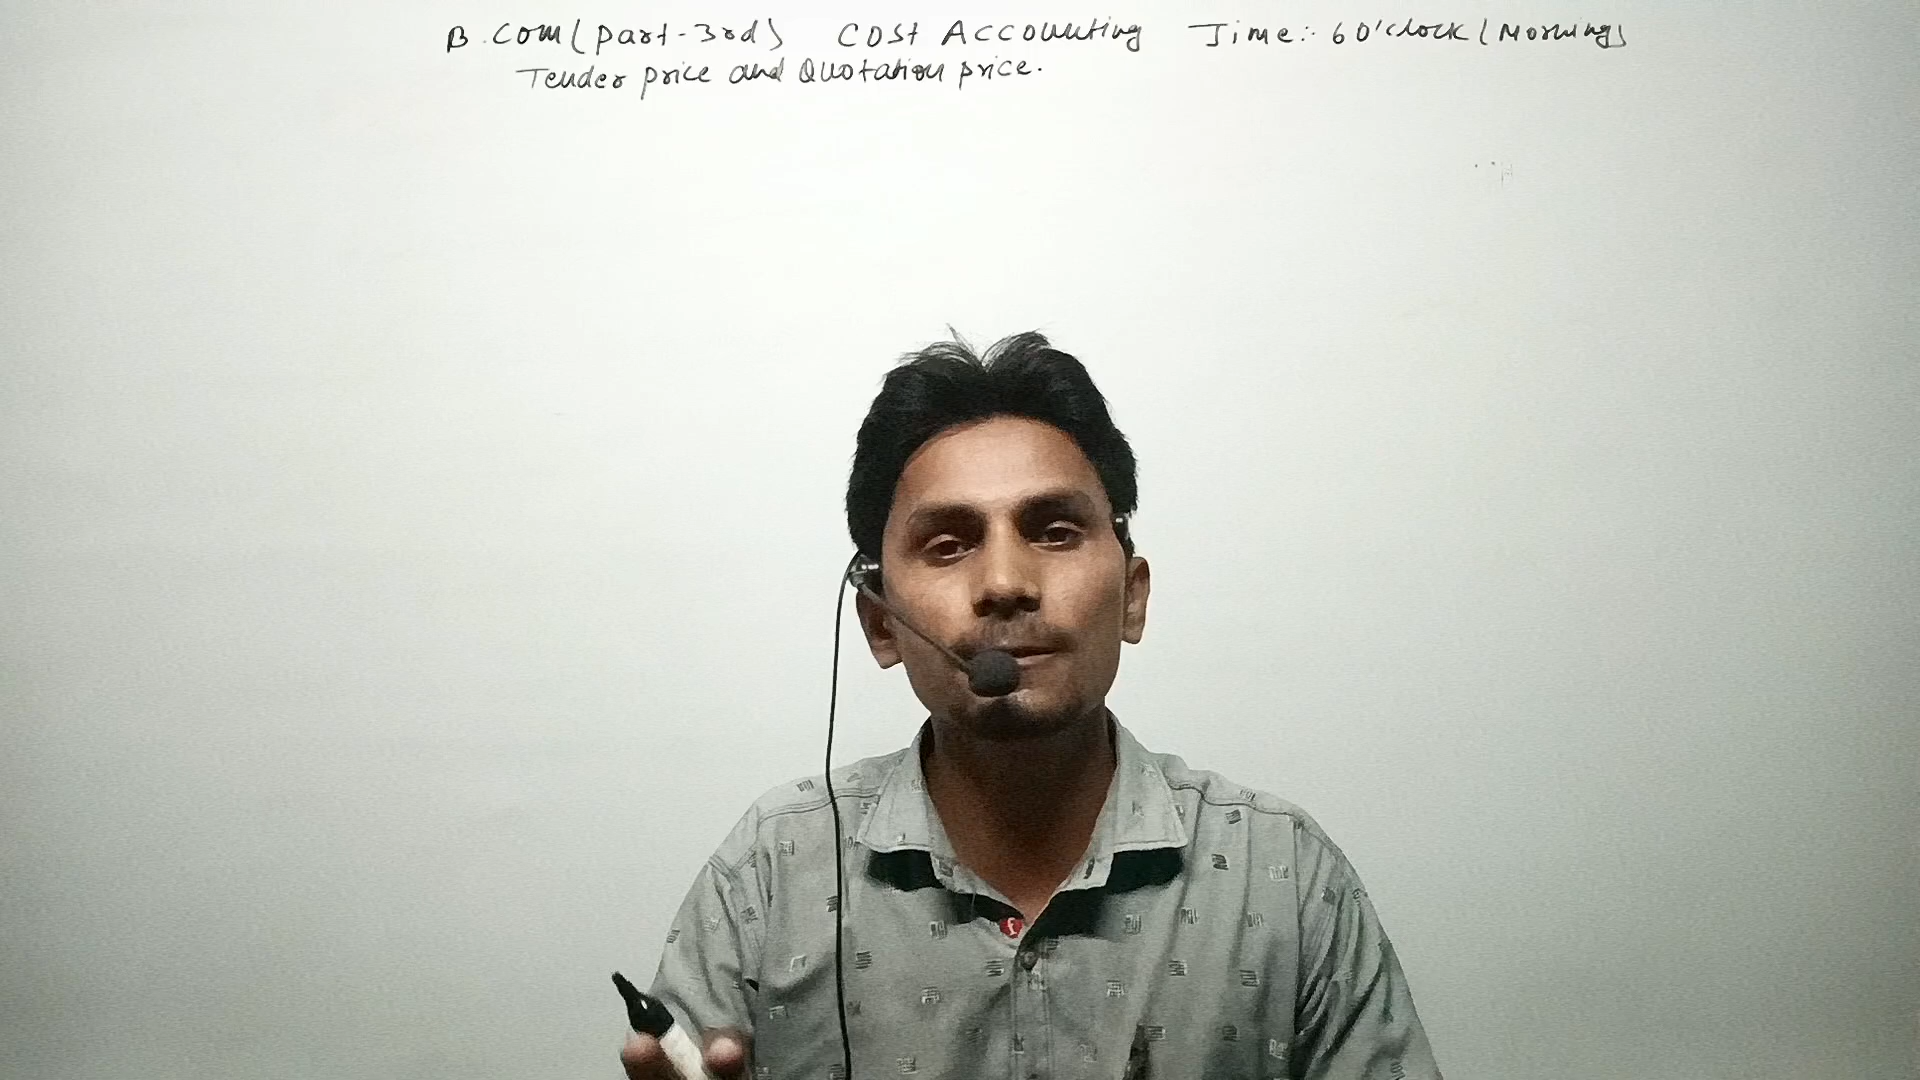 B.Com (Part-3rd) Cost Accounting Time:- 6 O'clock (Morning)
Tender price and Quotation price.